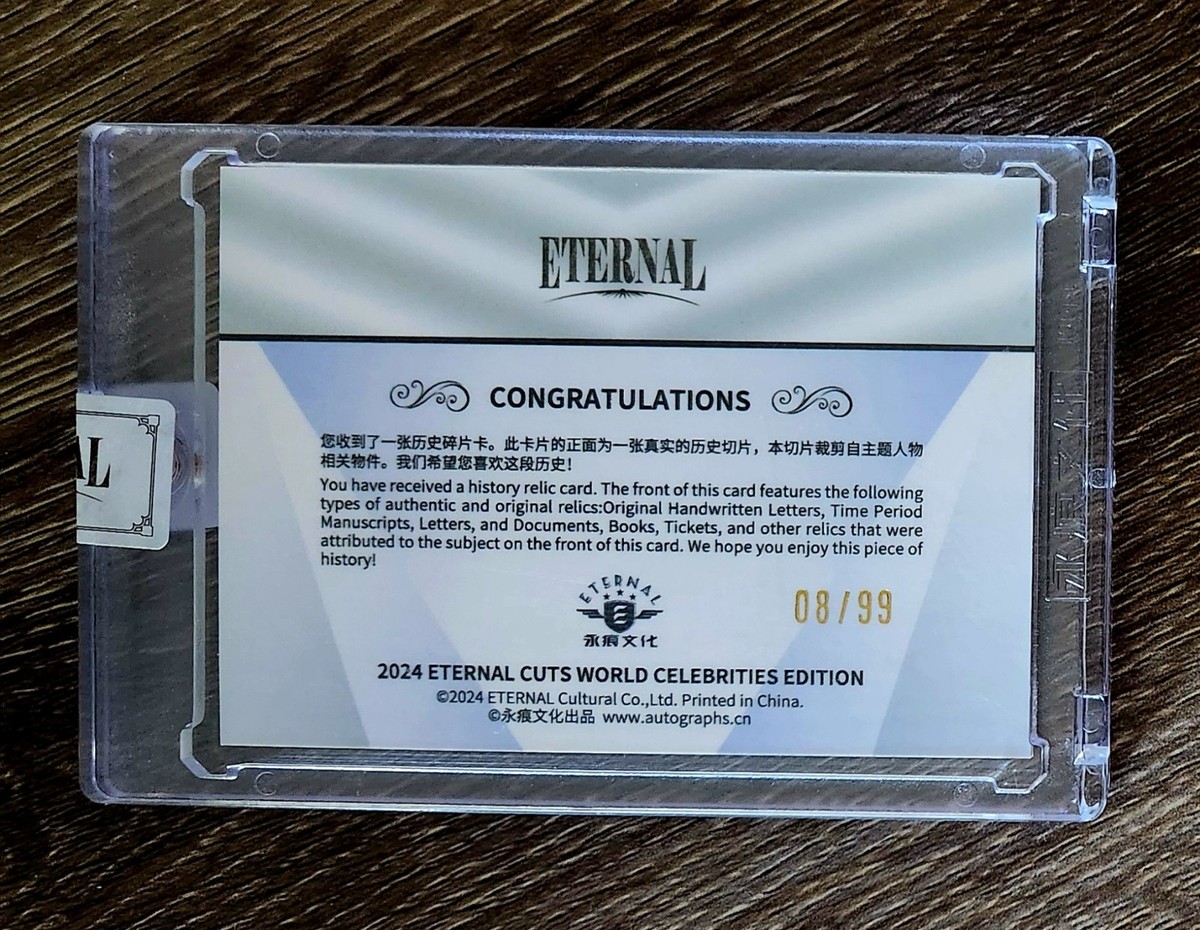 ETERNAL
CONGRATULATIONS
您收到了一张历史碎片卡。此卡片的正面为一张真实的历史切片，本切片裁剪自主题人物
相关物件。我们希望您喜欢这段历史！
You have received a history relic card. The front of this card features the following
types of authentic and original relics:Original Handwritten Letters, Time Period
Manuscripts, Letters, and Documents, Books, Tickets, and other relics that were
attributed to the subject on the front of this card. We hope you enjoy this piece of
history!
AL
ETERNAL
E
永痕文化
08/99
2024 ETERNAL CUTS WORLD CELEBRITIES EDITION
©2024 ETERNAL Cultural Co.,Ltd. Printed in China.
©永痕文化出品 www.autographs.cn
永痕文化